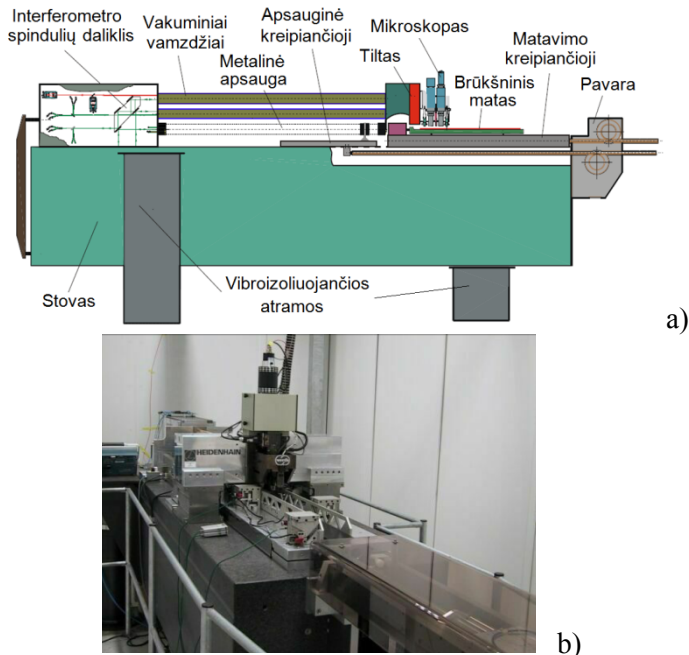 Interferometro
spindulių daliklis
Vakuminiai
vamzdžiai
Metalinė
apsauga
Apsauginė
kreipiančioji
Mikroskopas
Tiltas
Matavimo
kreipiančioji
Brūkšninis
matas
Pavara
Stovas
Vibroizoliuojančios
atramos
a)
HEIDENHAIN
b)